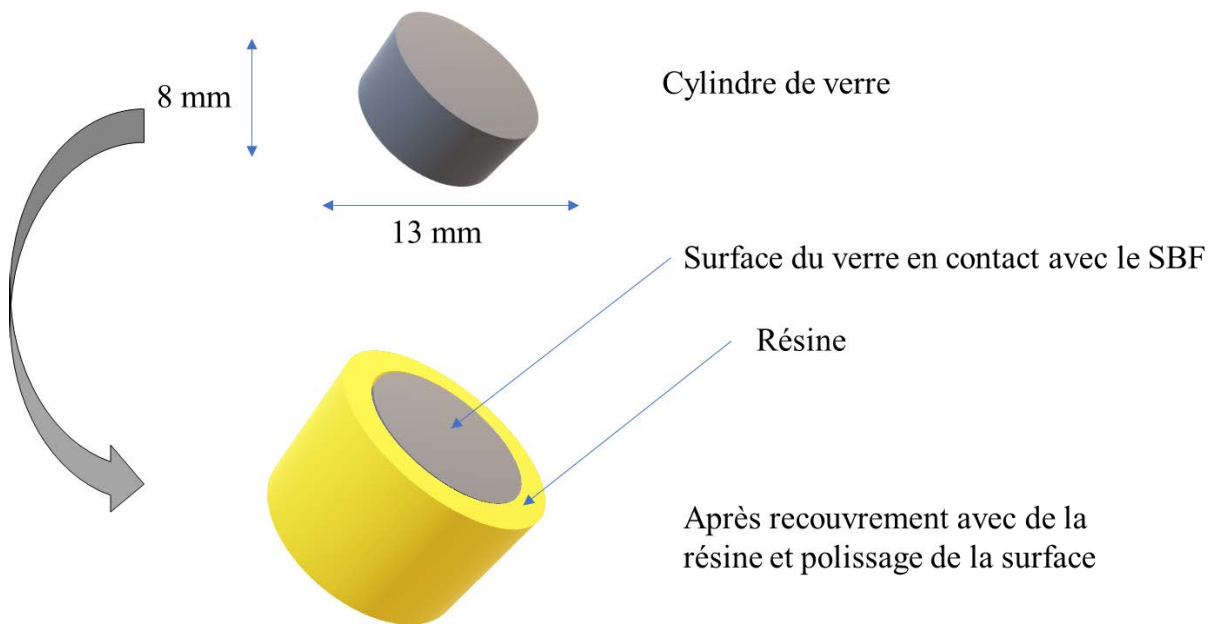 8 mm
Cylindre de verre
13 mm
Surface du verre en contact avec le SBF
Résine
Après recouvrement avec de la
résine et polissage de la surface